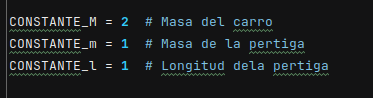 CONSTANTE_M = 2  # Masa del carro
CONSTANTE_m = 1  # Masa de la pertiga
CONSTANTE_l = 1  # Longitud dela pertiga